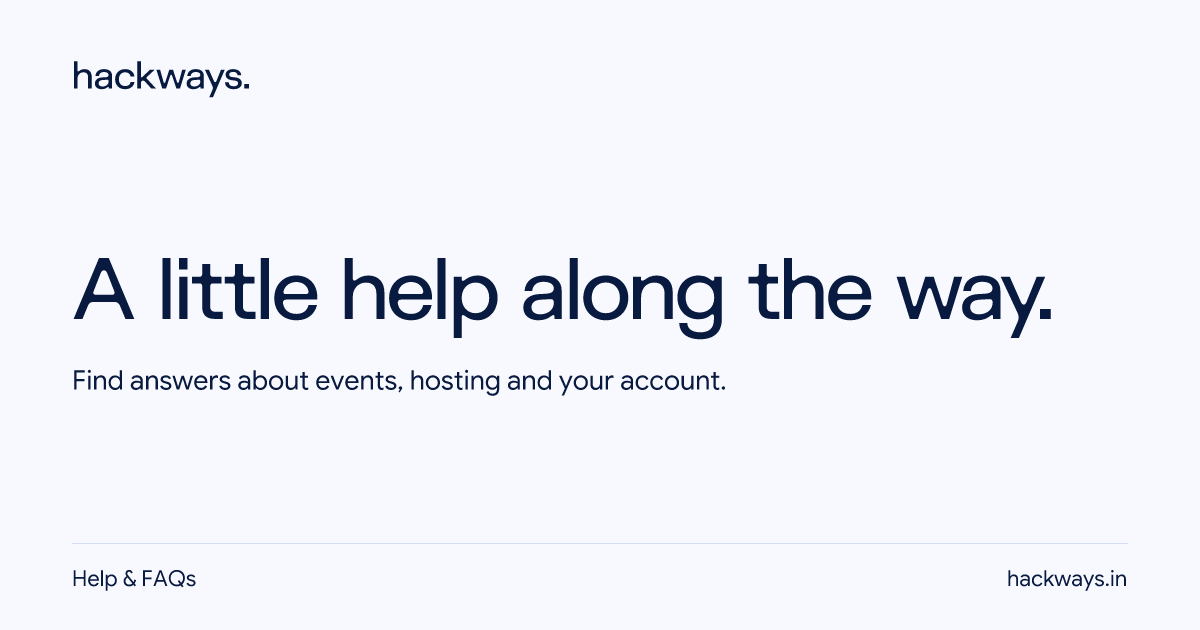 hackways.
A little help along the way.
Find answers about events, hosting and your account.
Help & FAQs
hackways.in